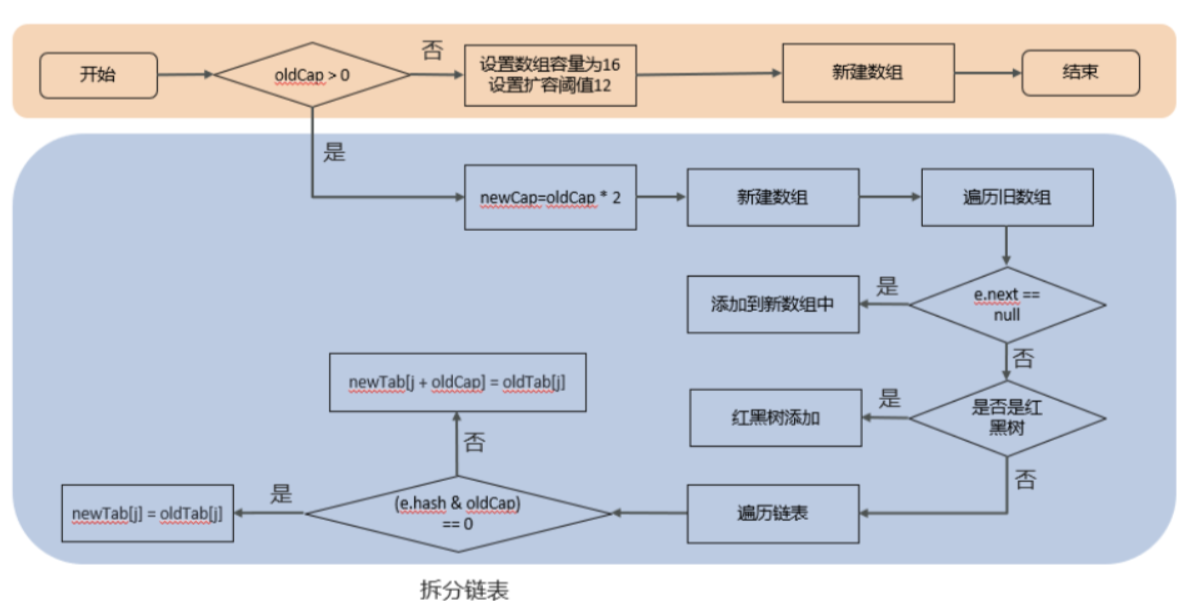 开始
oldCap > 0
否
设置数组容量为16
设置扩容阈值12
新建数组
结束
是
newCap=oldCap * 2
新建数组
遍历旧数组
e.next ==
null
是
添加到新数组中
否
是否是红
黑树
是
红黑树添加
否
遍历链表
(e.hash & oldCap)
== 0
否
newTab[j + oldCap] = oldTab[j]
是
newTab[j] = oldTab[j]
拆分链表